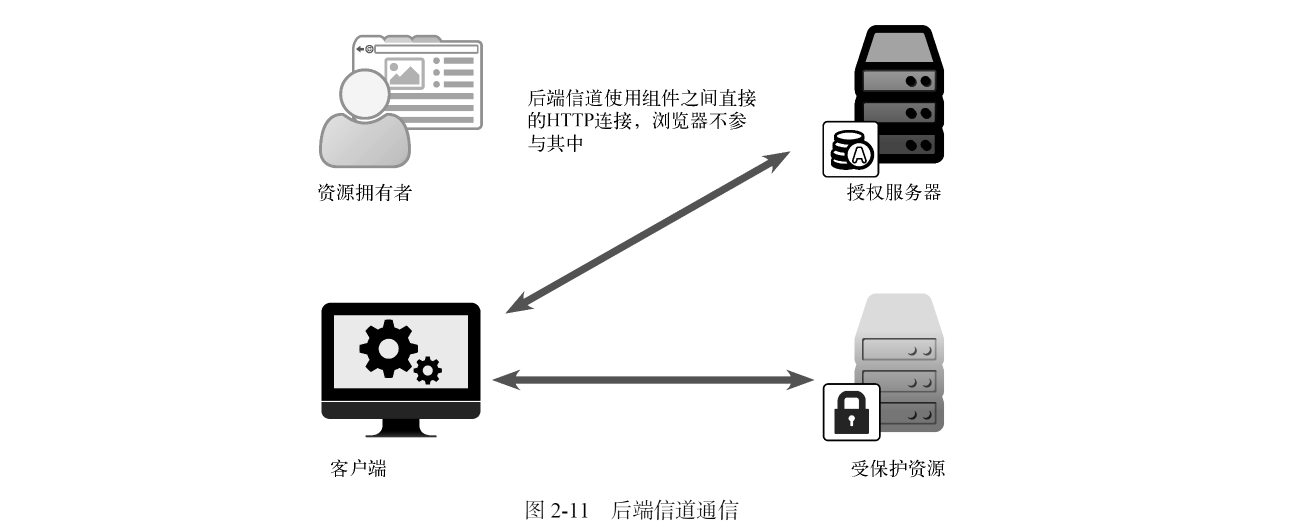 后端信道使用组件之间直接
的HTTP连接，浏览器不参
与其中
A
资源拥有者
授权服务器
客户端
受保护资源
图 2-11 后端信道通信